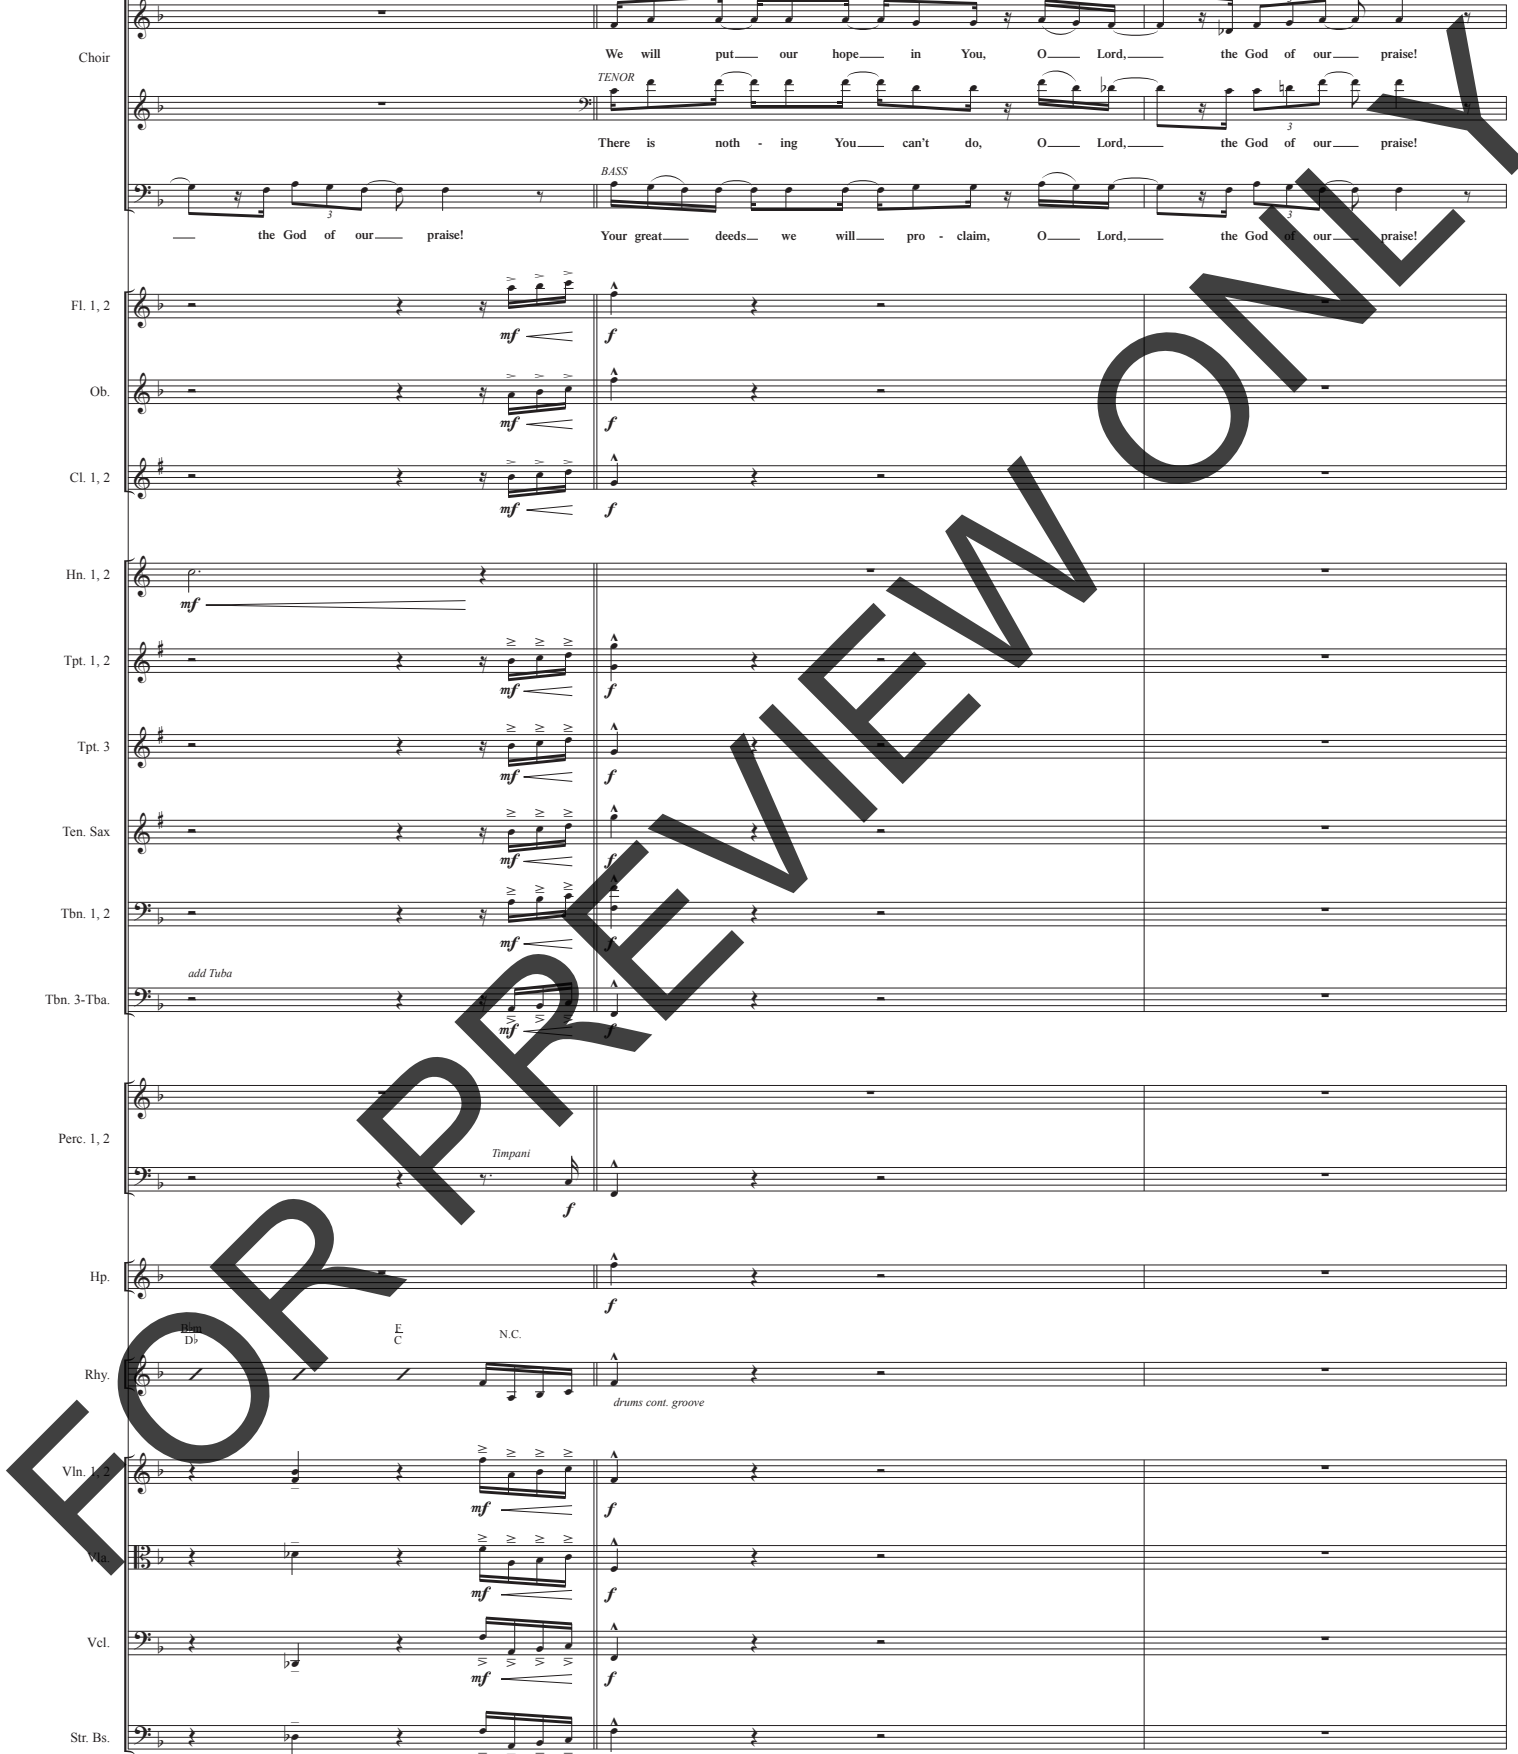 Choir
We will put our hope in You, O Lord, the God of our praise!
TENOR
3
There is noth - ing You can't do, O Lord, the God of our praise!
BASS
3 3
the God of our praise! Your great deeds we will pro - claim, O Lord, the God of our praise!
Fl. 1, 2
mf f
Ob.
mf f
Cl. 1, 2
mf f
Hn. 1, 2
mf
Tpt. 1, 2
mf f
Tpt. 3
mf f
Ten. Sax
mf f
Tbn. 1, 2
mf f
add Tuba
Tbn. 3-Tba.
mf f
Perc. 1, 2
Timpani
f
Hp.
f
B♭m F N.C.
D♭ C
Rhy.
drums cont. groove
Vln. 1, 2
mf f
Vla.
mf f
Vcl.
mf f
Str. Bs.
FOR PREVIEW ONLY